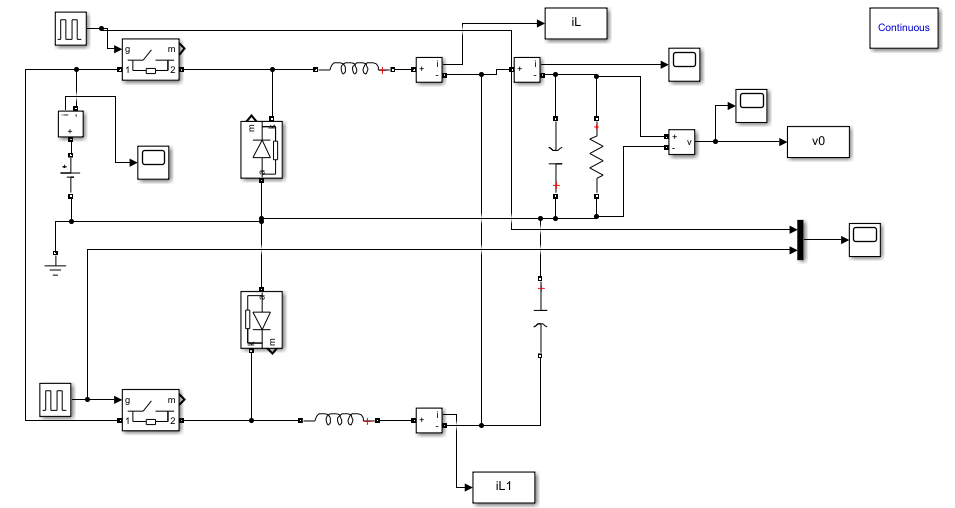 iL
Continuous
g m
1 2
+ i
-
+ i
-
m
+
+ v
-
v0
m
g m
1 2
+ i
-
iL1